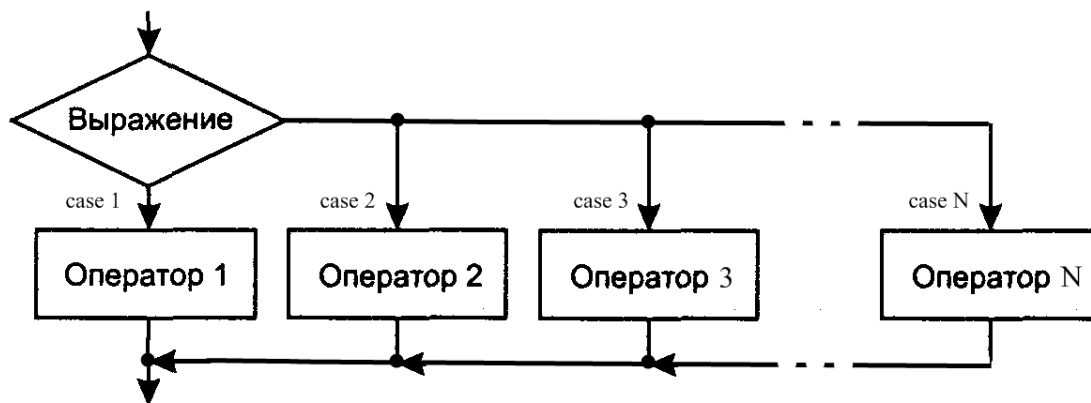 Выражение
case 1
case 2
case 3
case N
Оператор 1
Оператор 2
Оператор 3
Оператор N